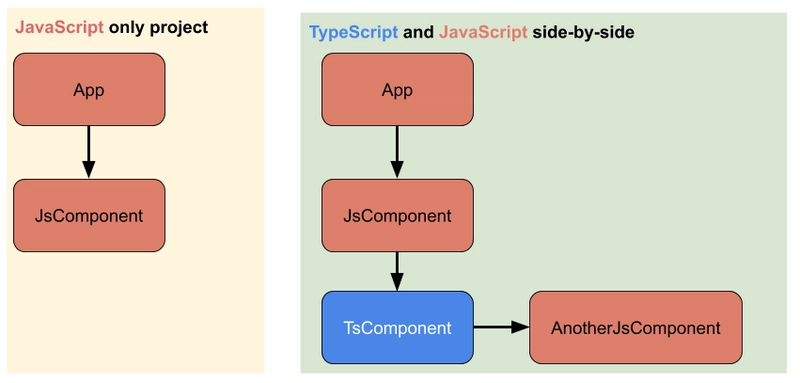 JavaScript only project
App
JsComponent
TypeScript and JavaScript side-by-side
App
JsComponent
TsComponent
AnotherJsComponent